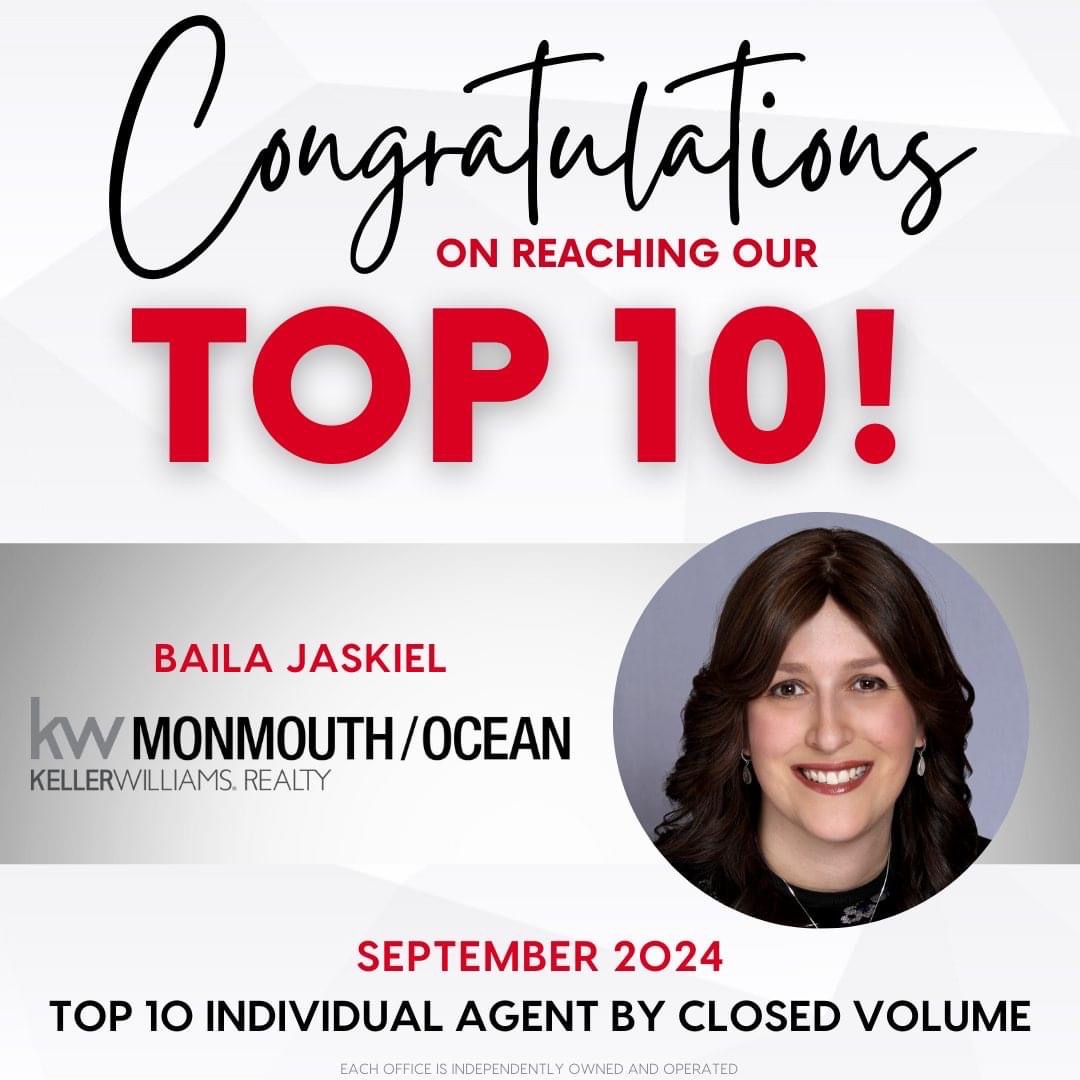 Congratulations
ON REACHING OUR
TOP 10!
BAILA JASKIEL
kw MONMOUTH/OCEAN
KELLERWILLIAMS. REALTY
SEPTEMBER 2024
TOP 10 INDIVIDUAL AGENT BY CLOSED VOLUME
EACH OFFICE IS INDEPENDENTLY OWNED AND OPERATED